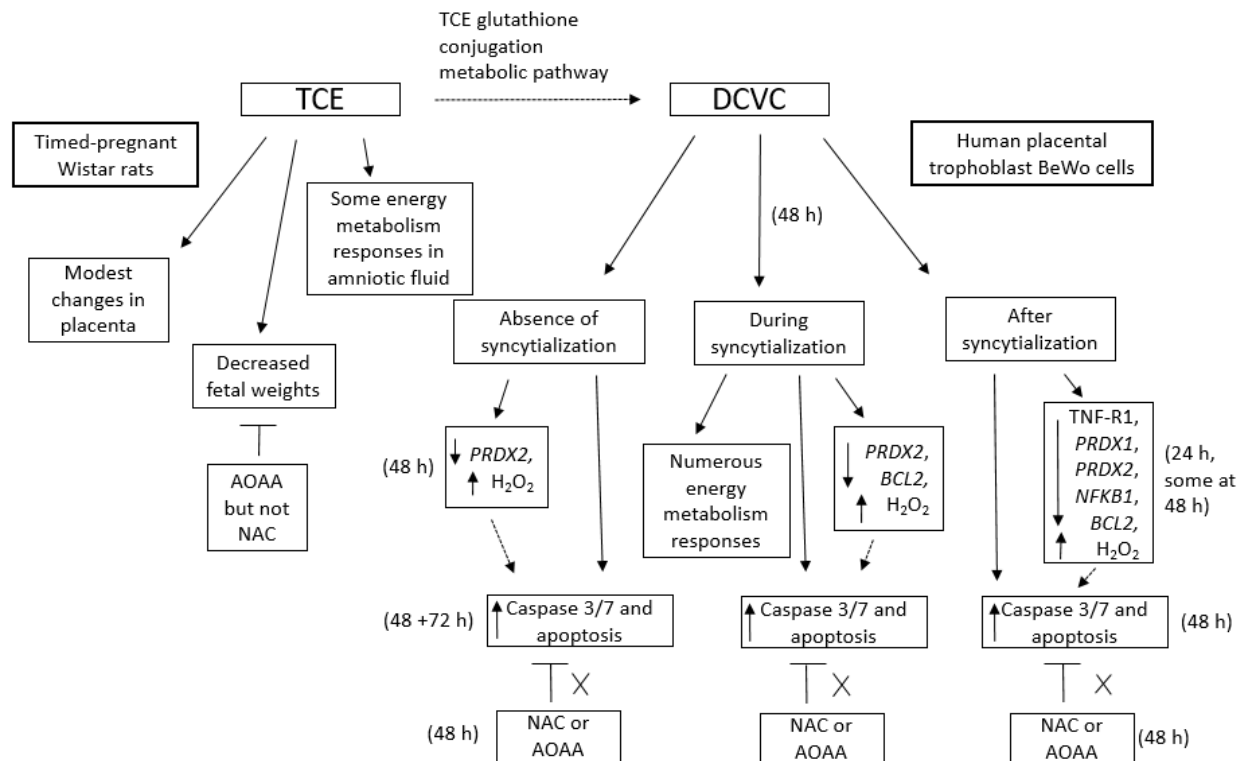 TCE glutathione
conjugation
metabolic pathway
TCE
DCVC
Timed-pregnant
Wistar rats
Human placental
trophoblast BeWo cells
Some energy
metabolism
responses in
amniotic fluid
(48 h)
Modest
changes in
placenta
Absence of
syncytialization
During
syncytialization
After
syncytialization
Decreased
fetal weights
AOAA
but not
NAC
(48 h)
PRDX2,
H₂O₂
Numerous
energy
metabolism
responses
PRDX2,
BCL2,
H₂O₂
TNF-R1,
PRDX1,
PRDX2,
NFKB1,
BCL2,
H₂O₂
(24 h,
some at
48 h)
(48 +72 h)
Caspase 3/7 and
apoptosis
Caspase 3/7 and
apoptosis
Caspase 3/7 and
apoptosis
(48 h)
X
X
X
(48 h)
NAC or
AOAA
NAC or
AOAA
NAC or
AOAA
(48 h)